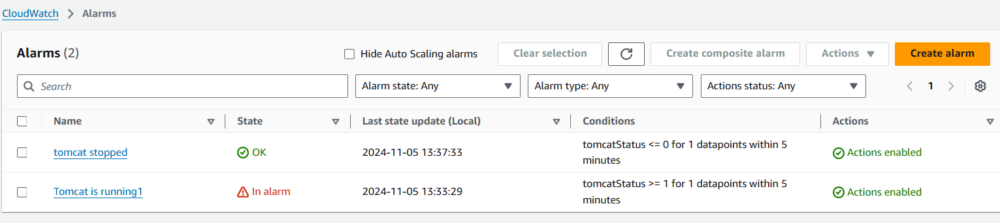 CloudWatch > Alarms
Alarms (2)
Hide Auto Scaling alarms
Clear selection
Create composite alarm
Actions
Create alarm
Search
Alarm state: Any
Alarm type: Any
Actions status: Any
1
Name
State
Last state update (Local)
Conditions
Actions
tomcat stopped
OK
2024-11-05 13:37:33
tomcatStatus <= 0 for 1 datapoints within 5
minutes
Actions enabled
Tomcat is running1
In alarm
2024-11-05 13:33:29
tomcatStatus >= 1 for 1 datapoints within 5
minutes
Actions enabled